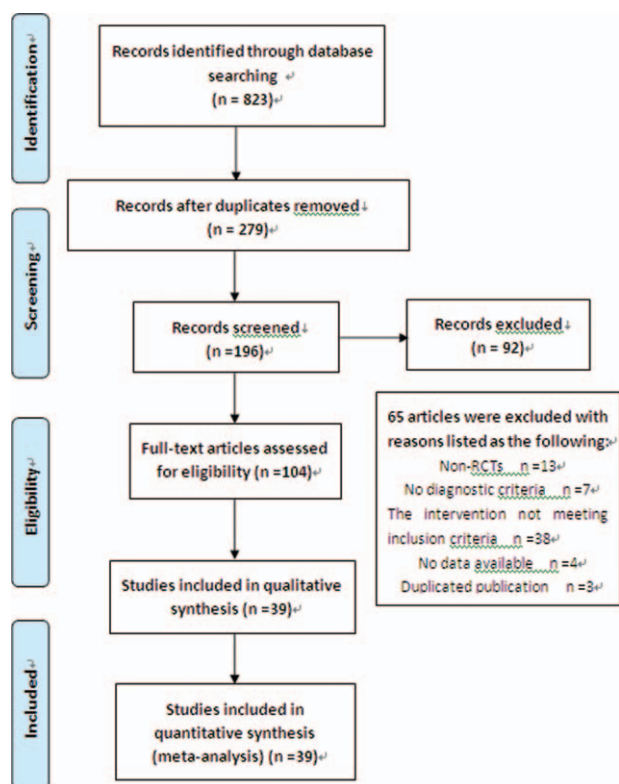 Identification
Records identified through database
searching
(n = 823)
Records after duplicates removed
(n = 279)
Screening
Records screened
(n =196)
Records excluded
(n = 92)
Eligibility
Full-text articles assessed
for eligibility (n =104)
65 articles were excluded with
reasons listed as the following:
Non-RCTs n =13
No diagnostic criteria n =7
The intervention not meeting
inclusion criteria n =38
No data available n =4
Duplicated publication n =3
Studies included in qualitative
synthesis (n =39)
Included
Studies included in
quantitative synthesis
(meta-analysis) (n =39)